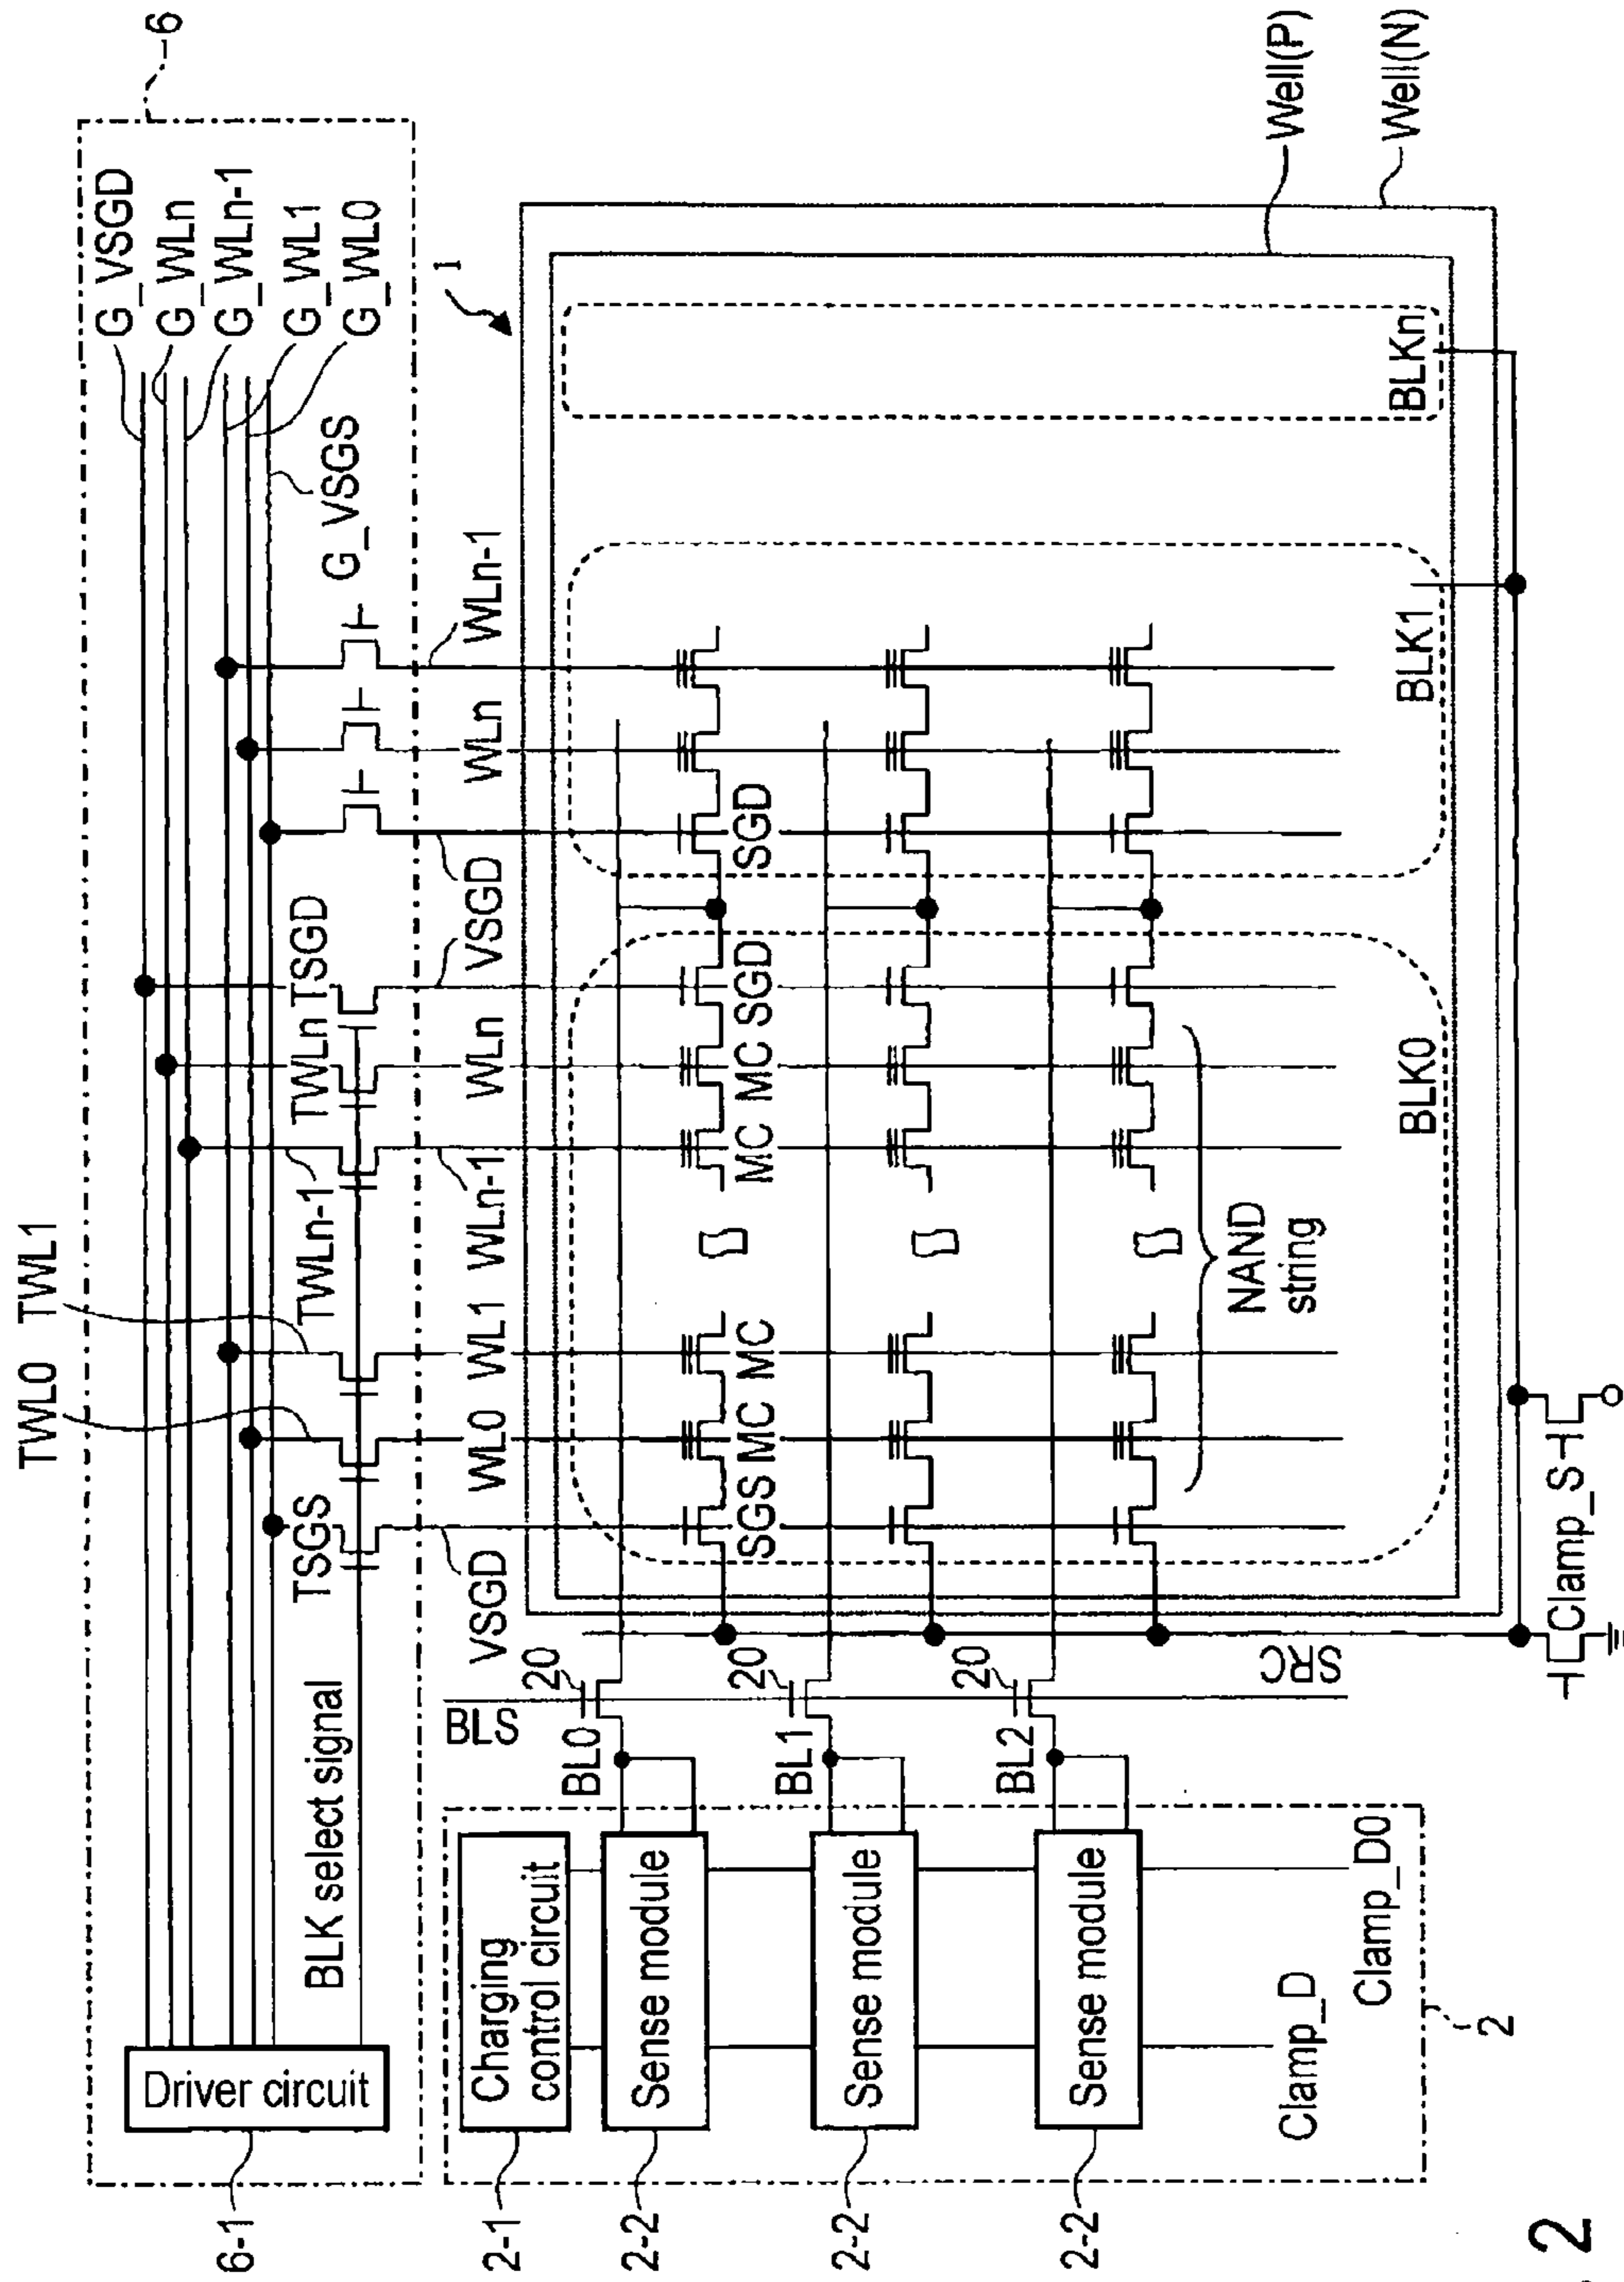 6
G_VSGD
G_WLn
G_WLn-1
G_WL1
G_WL0
G_VSGS
TWL0 TWL1
TSGS
TWLn-1
TWLn
TSGD
BLK select signal
Driver circuit
6-1
VSGD
WL0
WL1
WLn-1
WLn
VSGD
WLn
WLn-1
1
Well(P)
Well(N)
BLS
20
20
20
BL0
BL1
BL2
SGS
MC
MC
MC
MC
SGD
SGD
NAND
string
BLK0
BLK1
BLKn
SRC
Clamp_S
Charging
control circuit
Sense module
Sense module
Sense module
2-1
2-2
2-2
2-2
Clamp_D
Clamp_D0
2
2